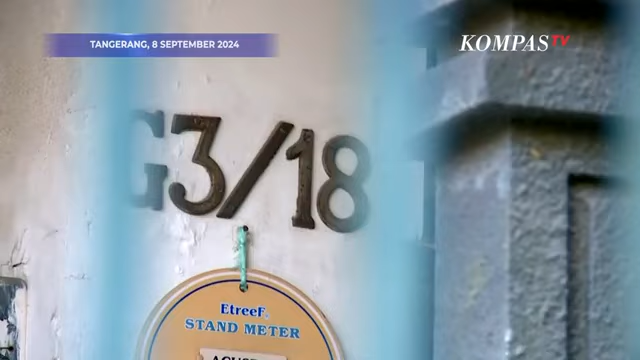 TANGERANG, 8 SEPTEMBER 2024
KOMPASTV
G3/18
EtreeF
STAND METER